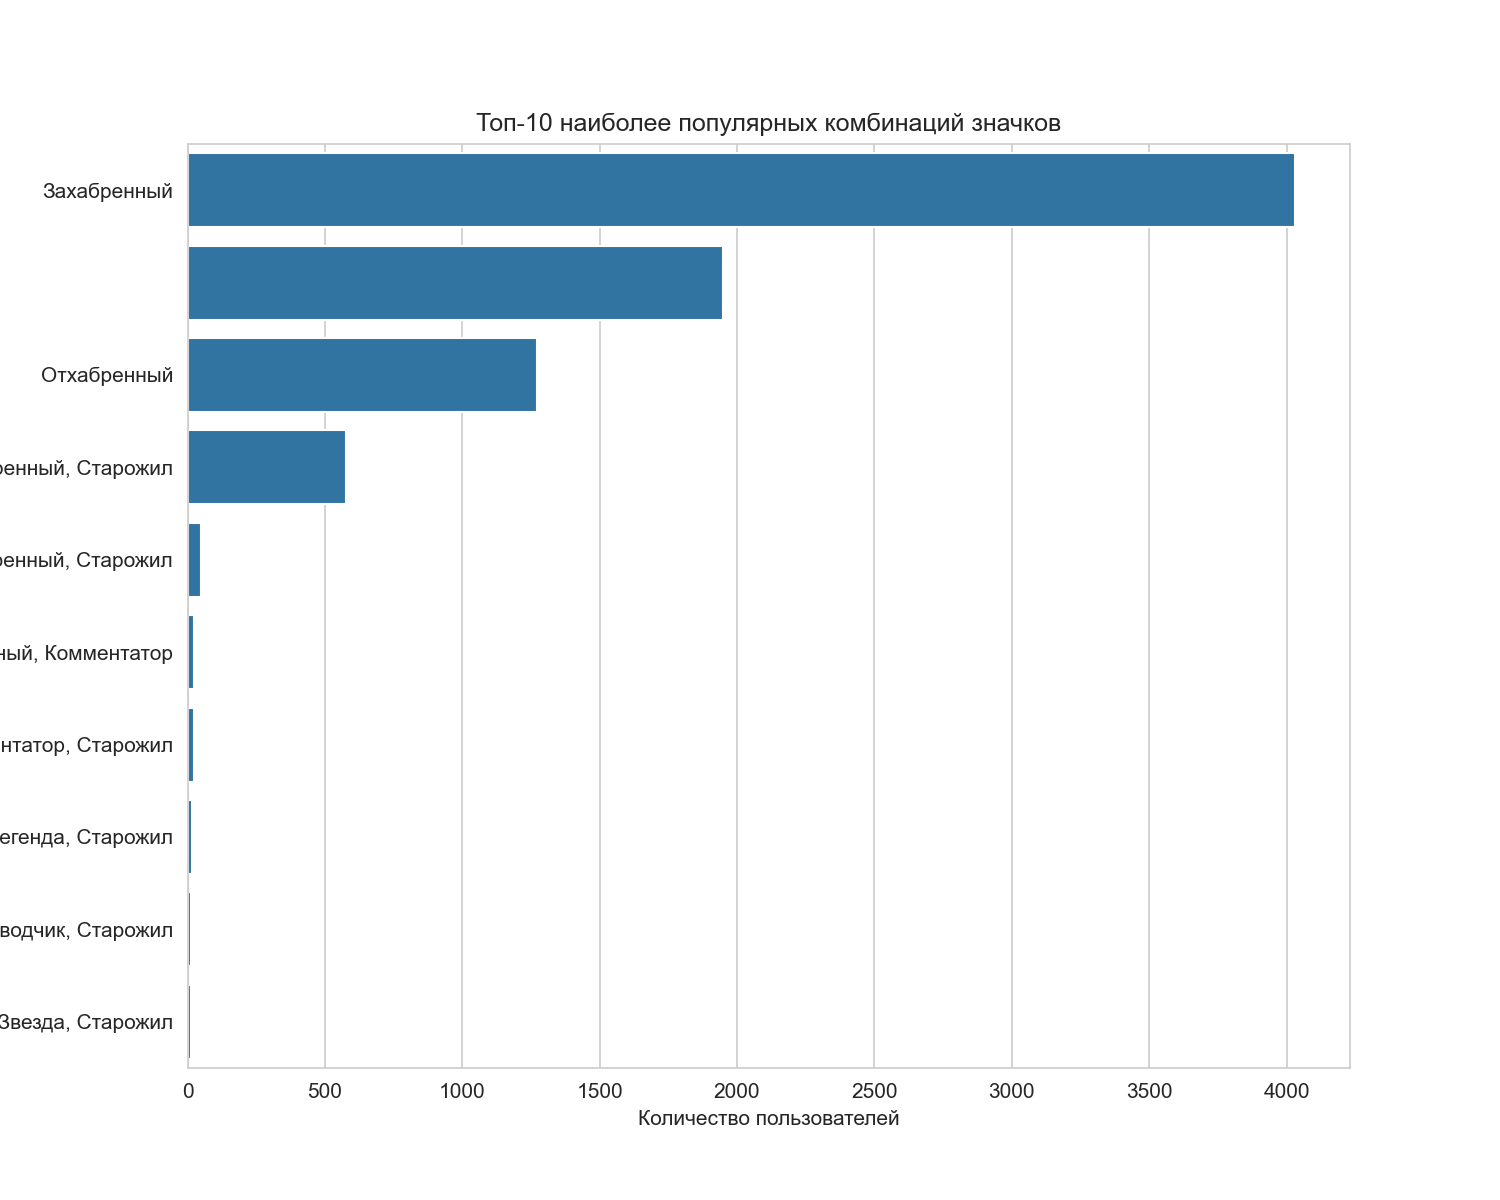 Топ-10 наиболее популярных комбинаций значков
Захабренный
Отхабренный
ренный, Старожил
ренный, Старожил
ный, Комментатор
нтатор, Старожил
егенда, Старожил
водчик, Старожил
Звезда, Старожил
0 500 1000 1500 2000 2500 3000 3500 4000
Количество пользователей